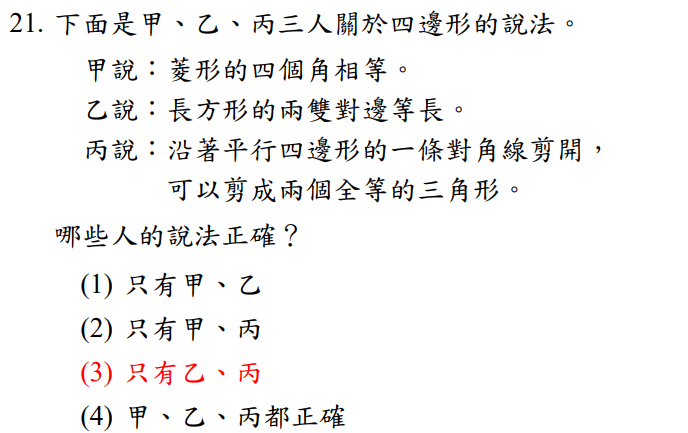 21. 下面是甲、乙、丙三人關於四邊形的說法。
甲說：菱形的四個角相等。
乙說：長方形的兩雙對邊等長。
丙說：沿著平行四邊形的一條對角線剪開，
可以剪成兩個全等的三角形。
哪些人的說法正確？
(1) 只有甲、乙
(2) 只有甲、丙
(3) 只有乙、丙
(4) 甲、乙、丙都正確